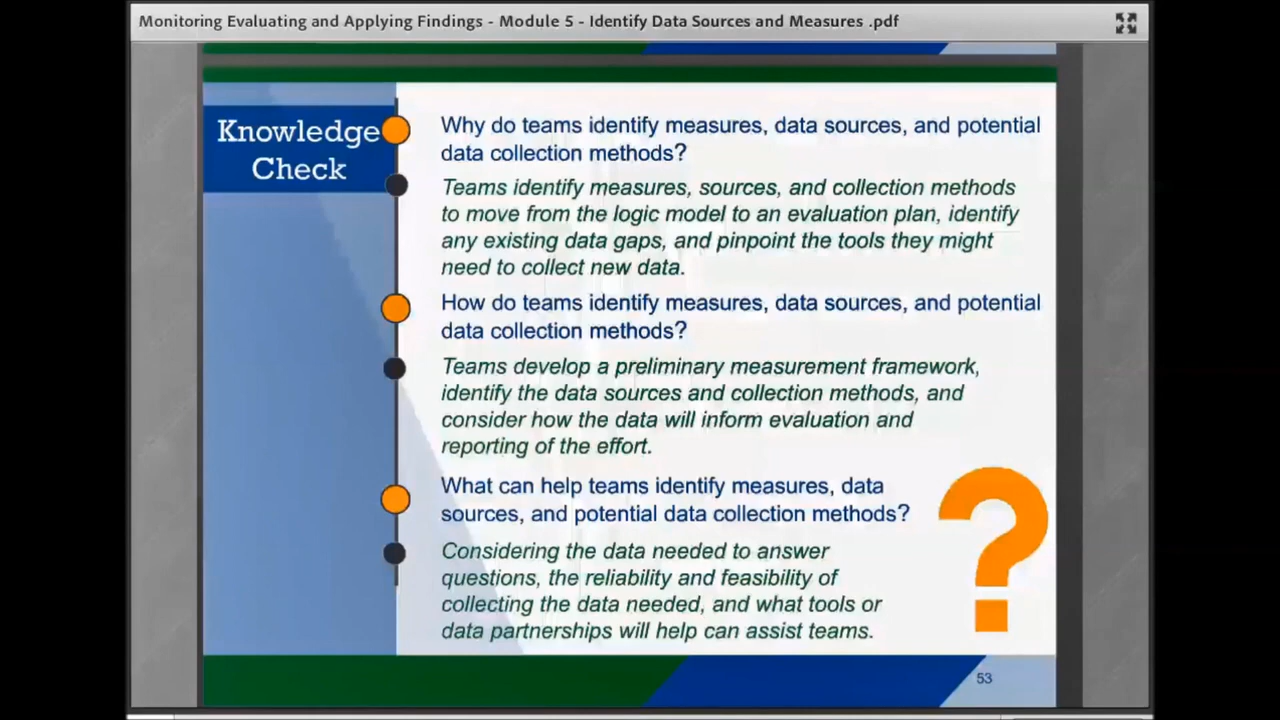 Monitoring Evaluating and Applying Findings - Module 5 - Identify Data Sources and Measures .pdf
Knowledge
Check
Why do teams identify measures, data sources, and potential
data collection methods?
Teams identify measures, sources, and collection methods
to move from the logic model to an evaluation plan, identify
any existing data gaps, and pinpoint the tools they might
need to collect new data.
How do teams identify measures, data sources, and potential
data collection methods?
Teams develop a preliminary measurement framework,
identify the data sources and collection methods, and
consider how the data will inform evaluation and
reporting of the effort.
What can help teams identify measures, data
sources, and potential data collection methods?
Considering the data needed to answer
questions, the reliability and feasibility of
collecting the data needed, and what tools or
data partnerships will help can assist teams.
?
53